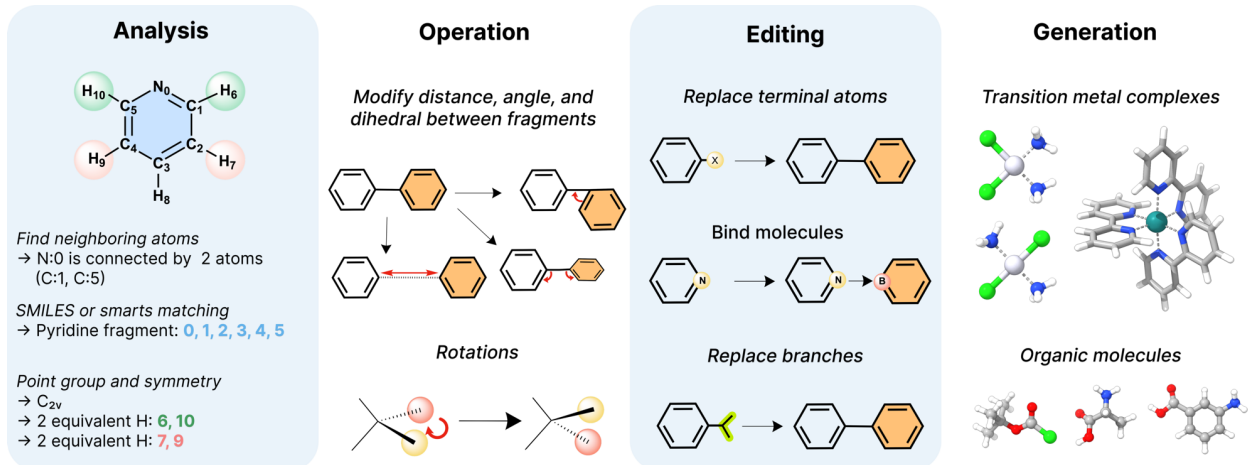 Analysis
N0
H10
H6
C5
C1
C4
C2
H9
H7
C3
H8
Find neighboring atoms
→ N:0 is connected by 2 atoms
(C:1, C:5)
SMILES or smarts matching
→ Pyridine fragment: 0, 1, 2, 3, 4, 5
Point group and symmetry
→ C2v
→ 2 equivalent H: 6, 10
→ 2 equivalent H: 7, 9
Operation
Modify distance, angle, and
dihedral between fragments
Rotations
Editing
Replace terminal atoms
X
Bind molecules
N
N
B
Replace branches
Generation
Transition metal complexes
Organic molecules